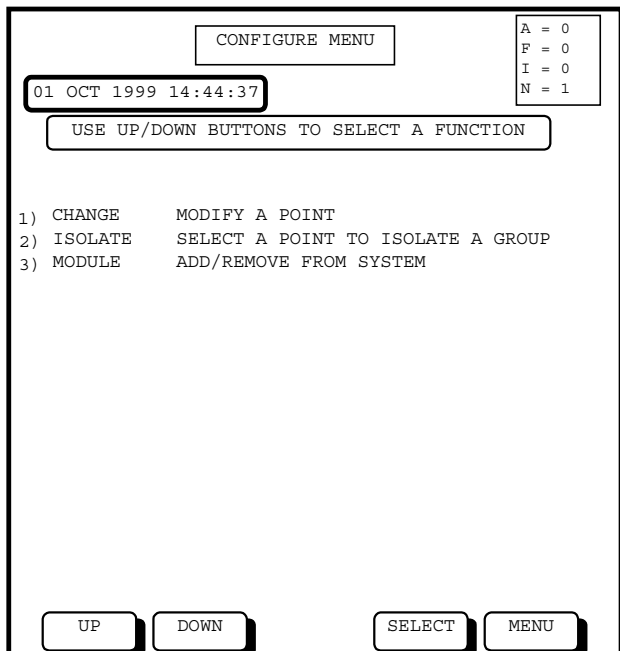 CONFIGURE MENU
A = 0
F = 0
I = 0
N = 1
01 OCT 1999 14:44:37
USE UP/DOWN BUTTONS TO SELECT A FUNCTION
1) CHANGE MODIFY A POINT
2) ISOLATE SELECT A POINT TO ISOLATE A GROUP
3) MODULE ADD/REMOVE FROM SYSTEM
UP DOWN SELECT MENU